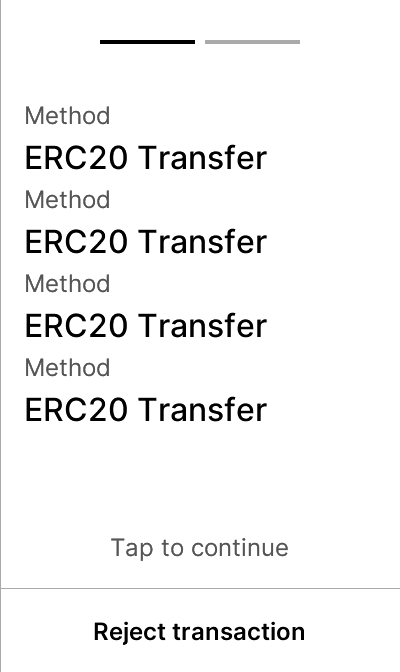 Method
ERC20 Transfer
Method
ERC20 Transfer
Method
ERC20 Transfer
Method
ERC20 Transfer
Tap to continue
Reject transaction